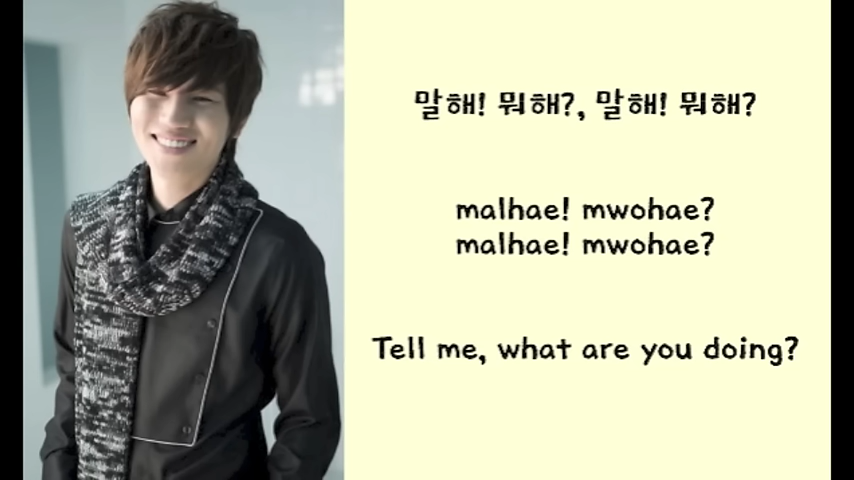 말해! 뭐해?, 말해! 뭐해?
malhae! mwohae?
malhae! mwohae?
Tell me, what are you doing?